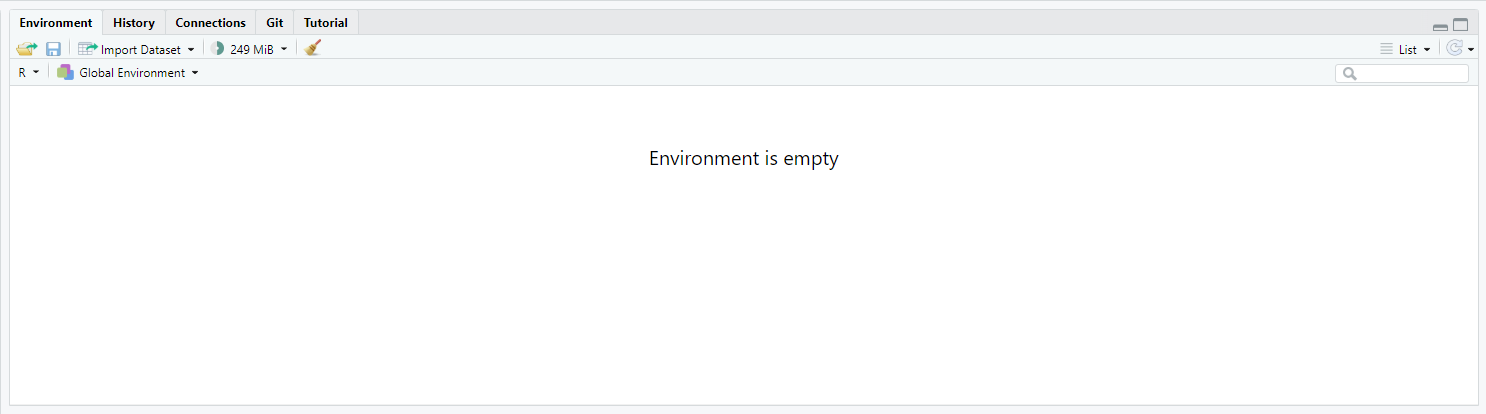 Environment History Connections Git Tutorial
Import Dataset 249 MiB List
R Global Environment
Environment is empty